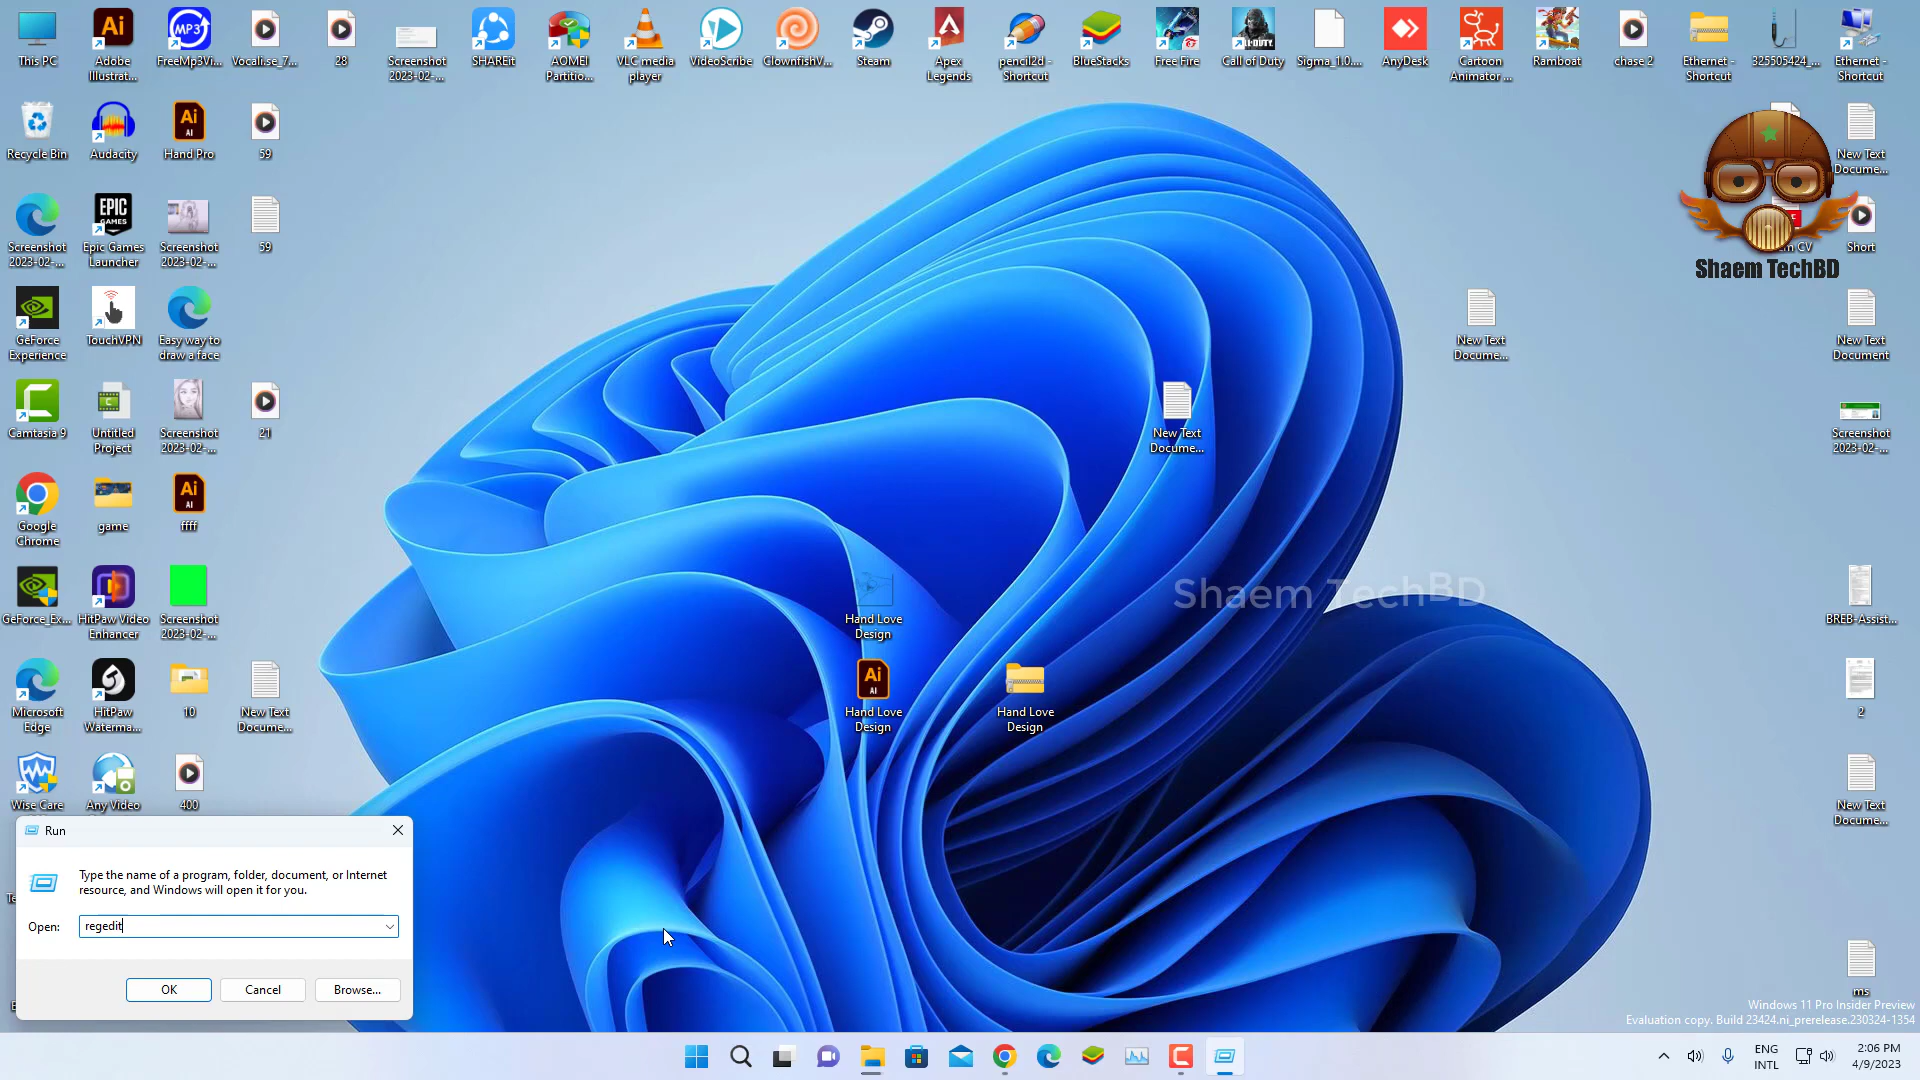 This PC
Adobe
Illustrat...
FreeMp3Vi...
Vocali.se_7...
28
Screenshot
2023-02-...
SHAREit
AOMEI
Partitio...
VLC media
player
VideoScribe
ClownfishV...
Steam
Apex
Legends
pencil2d -
Shortcut
BlueStacks
Free Fire
Call of Duty
Sigma_1.0....
AnyDesk
Cartoon
Animator ...
Ramboat
chase 2
Ethernet -
Shortcut
325505424_...
Ethernet -
Shortcut
Recycle Bin
Audacity
Hand Pro
59
New Text
Docume...
Screenshot
2023-02-...
Epic Games
Launcher
Screenshot
2023-02-...
59
CV
Short
Shaem TechBD
GeForce
Experience
TouchVPN
Easy way to
draw a face
New Text
Docume...
New Text
Document
Camtasia 9
Untitled
Project
Screenshot
2023-02-...
21
New Text
Docume...
Screenshot
2023-02-...
Google
Chrome
game
ffff
GeForce_Ex...
HitPaw Video
Enhancer
Screenshot
2023-02-...
Hand Love
Design
Shaem TechBD
BREB-Assist...
Microsoft
Edge
HitPaw
Waterma...
10
New Text
Docume...
Hand Love
Design
Hand Love
Design
2
Wise Care
Any Video
400
New Text
Docume...
Run
Type the name of a program, folder, document, or Internet
resource, and Windows will open it for you.
Open:
regedit
OK
Cancel
Browse...
ms
Windows 11 Pro Insider Preview
Evaluation copy. Build 23424.ni_prerelease.230324-1354
ENG
INTL
2:06 PM
4/9/2023